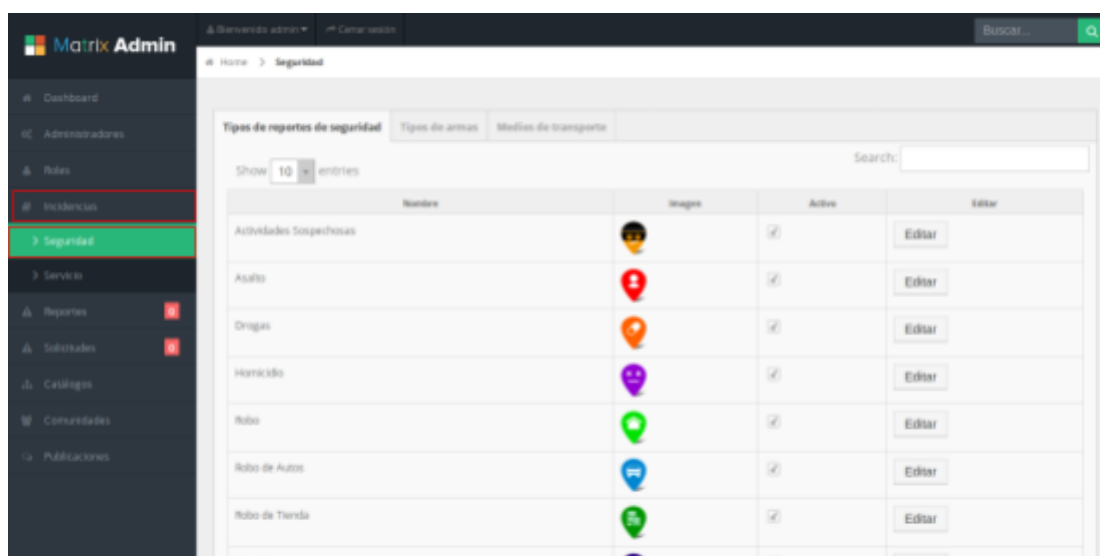 Matrix Admin
Bienvenido admin
Cerrar sesión
Buscar...
Home > Seguridad
Dashboard
Administradores
Roles
Incidencias
> Seguridad
> Servicio
Reportes 0
Solicitudes 0
Catálogos
Comunidades
Publicaciones
Tipos de reportes de seguridad
Tipos de armas
Medios de transporte
Show 10 entries
Search:
Nombre Imagen Activo Editar
Actividades Sospechosas Editar
Asalto Editar
Drogas Editar
Homicidio Editar
Robo Editar
Robo de Autos Editar
Robo de Tienda Editar